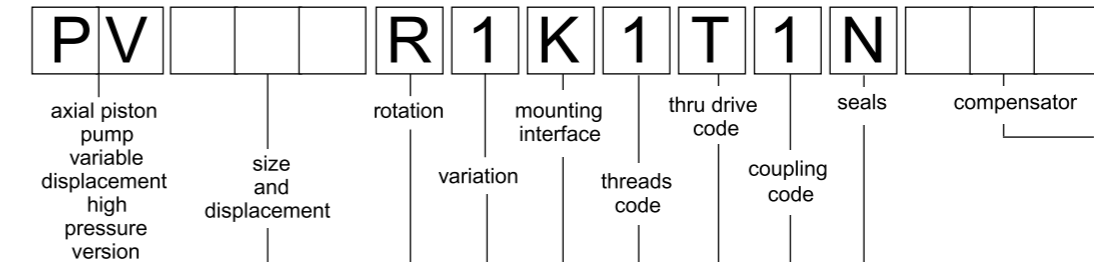 PV R 1 K 1 T 1 N
axial piston
pump
variable
displacement
high
pressure
version
size
and
displacement
rotation
variation
mounting
interface
threads
code
thru drive
code
coupling
code
seals
compensator